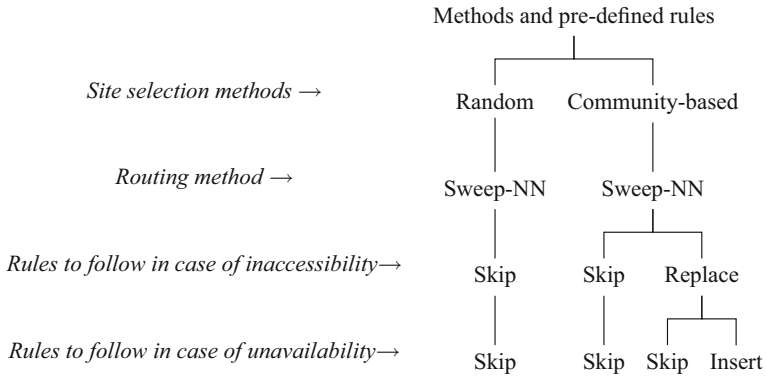 Methods and pre-defined rules
Site selection methods →
Random Community-based
Routing method →
Sweep-NN Sweep-NN
Rules to follow in case of inaccessibility→
Skip Skip Replace
Rules to follow in case of unavailability→
Skip Skip Skip Insert